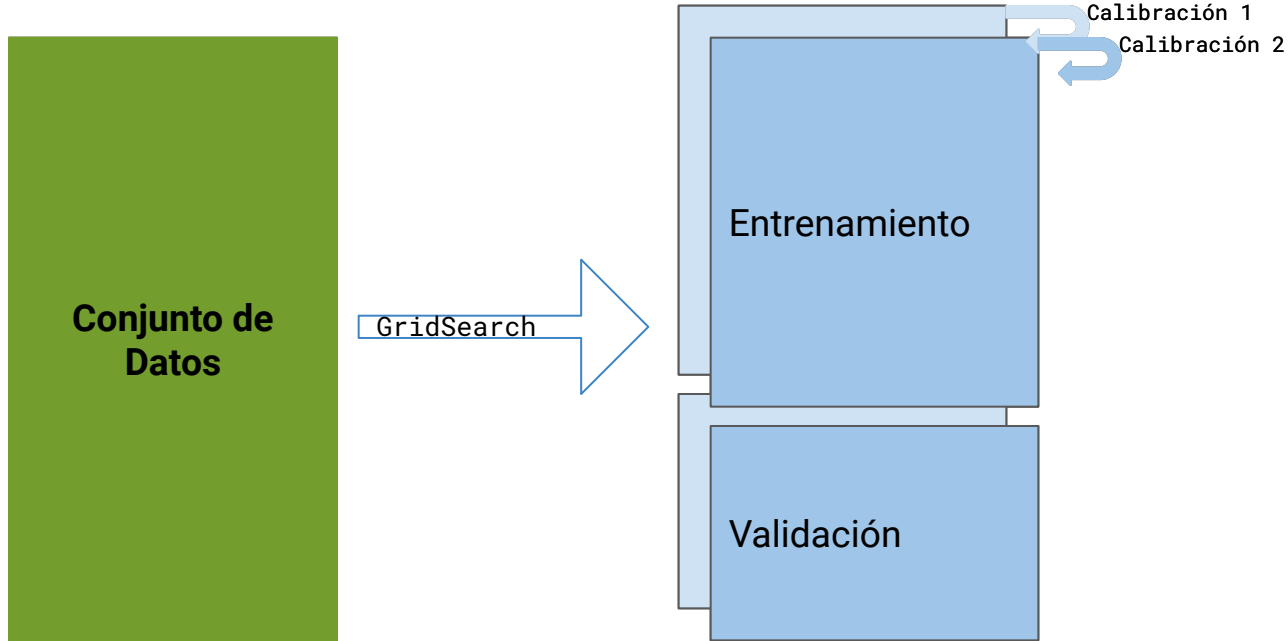 Calibración 1
Calibración 2
Entrenamiento
Conjunto de
Datos
GridSearch
Validación